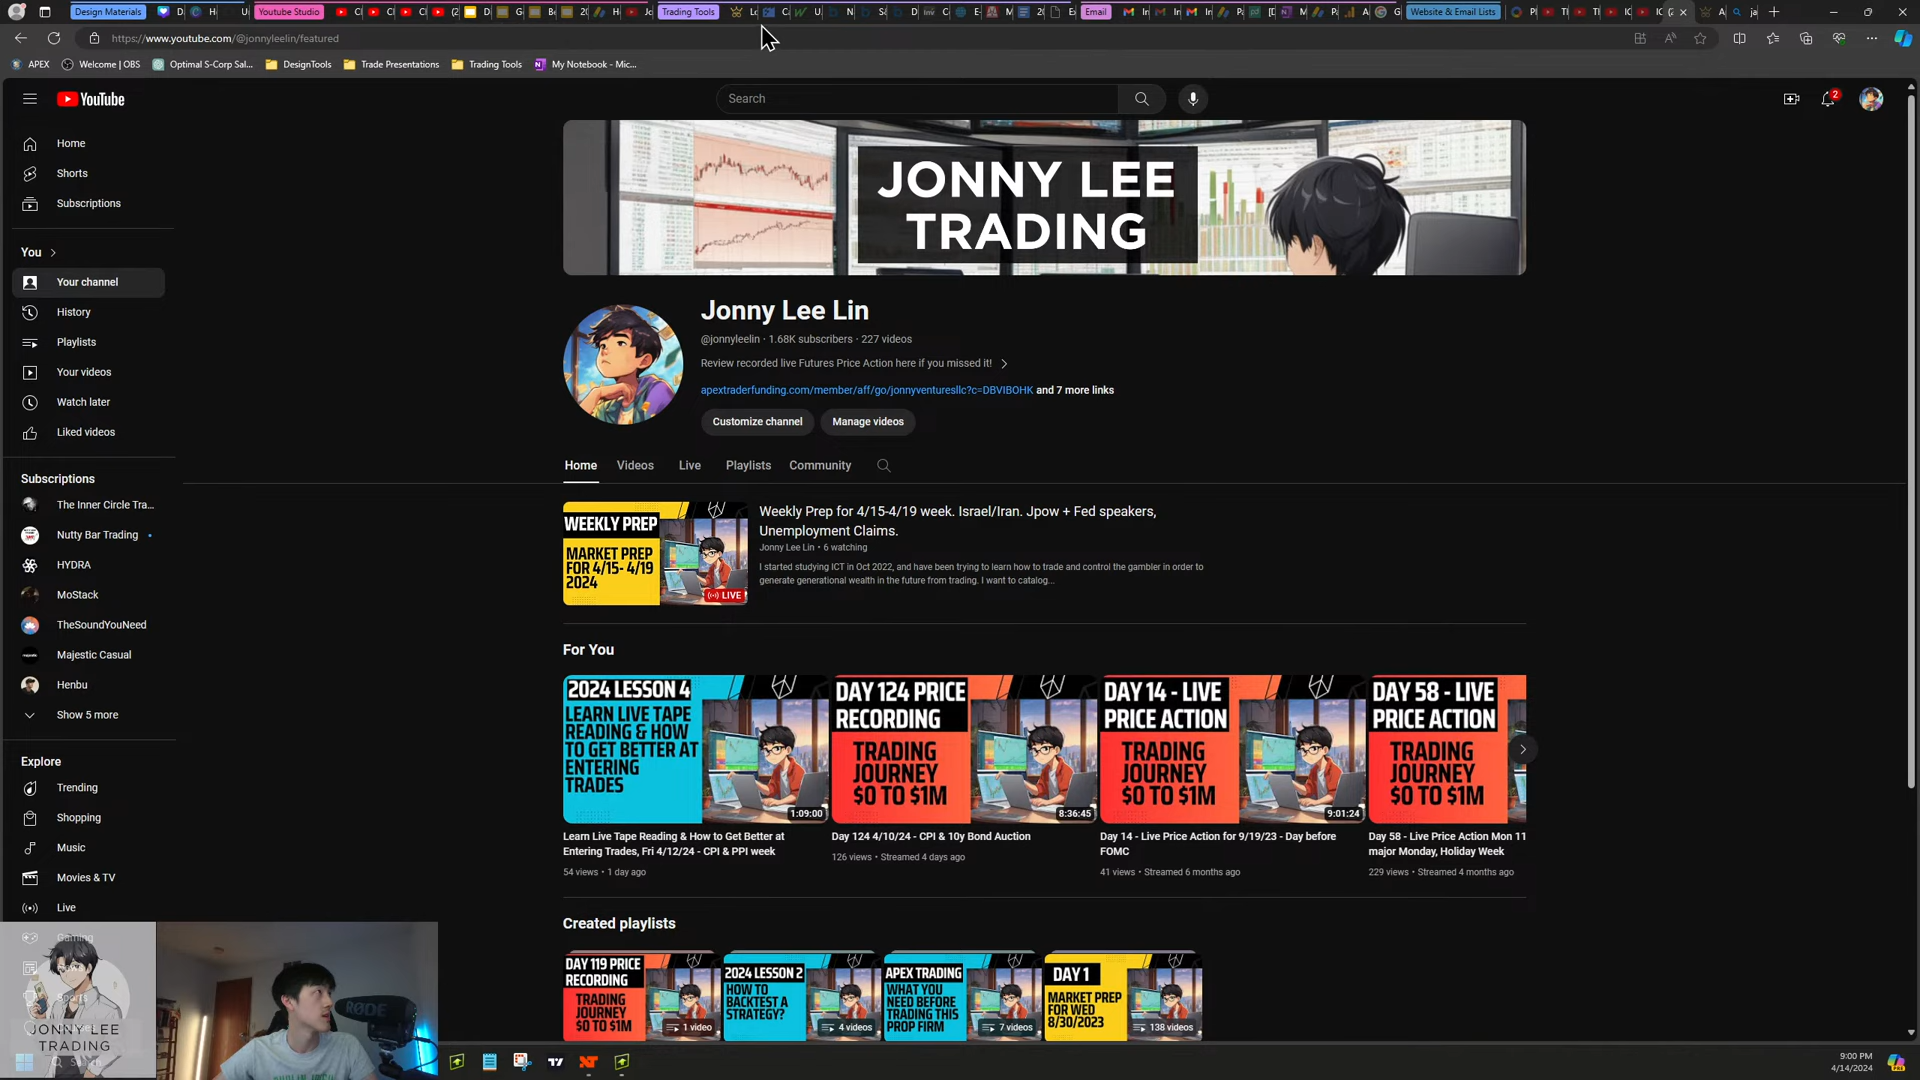 Design Materials
Youtube Studio
Trading Tools
Email
Website & Email Lists
https://www.youtube.com/@jonnyleelin/featured
APEX
Welcome | OBS
Optimal S-Corp Sal...
DesignTools
Trade Presentations
Trading Tools
My Notebook - Mic...
YouTube
Search
2
Home
Shorts
Subscriptions
You
Your channel
History
Playlists
Your videos
Watch later
Liked videos
Subscriptions
The Inner Circle Tra...
Nutty Bar Trading
HYDRA
MoStack
TheSoundYouNeed
Majestic Casual
Henbu
Show 5 more
Explore
Trending
Shopping
Music
Movies & TV
Live
Gaming
Sports
JONNY LEE
TRADING
JONNY LEE
TRADING
Jonny Lee Lin
@jonnyleelin · 1.68K subscribers · 227 videos
Review recorded live Futures Price Action here if you missed it!
apextraderfunding.com/member/aff/go/jonnyventuresllc?c=DBVIBOHK and 7 more links
Customize channel
Manage videos
Home
Videos
Live
Playlists
Community
WEEKLY PREP
MARKET PREP
FOR 4/15- 4/19
2024
LIVE
Weekly Prep for 4/15-4/19 week. Israel/Iran. Jpow + Fed speakers,
Unemployment Claims.
Jonny Lee Lin • 6 watching
I started studying ICT in Oct 2022, and have been trying to learn how to trade and control the gambler in order to
generate generational wealth in the future from trading. I want to catalog...
For You
2024 LESSON 4
LEARN LIVE TAPE
READING & HOW
TO GET BETTER AT
ENTERING
TRADES
1:09:00
Learn Live Tape Reading & How to Get Better at
Entering Trades, Fri 4/12/24 - CPI & PPI week
54 views • 1 day ago
DAY 124 PRICE
RECORDING
TRADING
JOURNEY
$0 TO $1M
8:36:45
Day 124 4/10/24 - CPI & 10y Bond Auction
126 views • Streamed 4 days ago
DAY 14 - LIVE
PRICE ACTION
TRADING
JOURNEY
$0 TO $1M
9:01:24
Day 14 - Live Price Action for 9/19/23 - Day before
FOMC
41 views • Streamed 6 months ago
DAY 58 - LIVE
PRICE ACTION
TRADING
JOURNEY
$0 TO $1M
Day 58 - Live Price Action Mon 11
major Monday, Holiday Week
229 views • Streamed 4 months ago
Created playlists
DAY 119 PRICE
RECORDING
TRADING
JOURNEY
$0 TO $1M
1 video
2024 LESSON 2
HOW TO
BACKTEST A
STRATEGY?
4 videos
APEX TRADING
WHAT YOU
NEED BEFORE
TRADING THIS
PROP FIRM
7 videos
DAY 1
MARKET PREP
FOR WED
8/30/2023
138 videos
RØDE
9:00 PM
4/14/2024